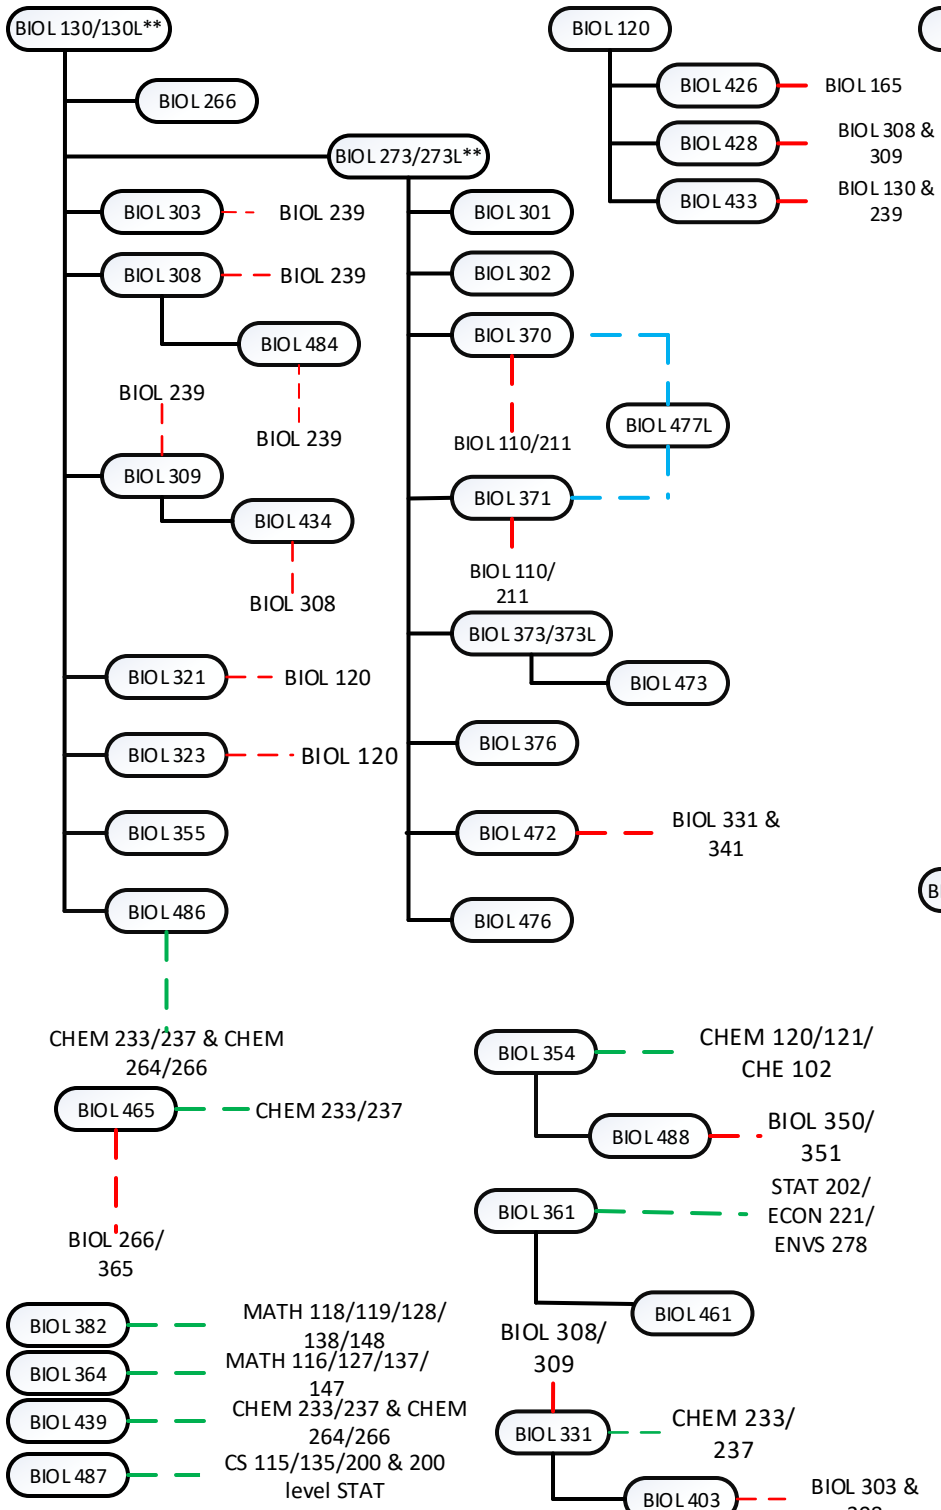 BIOL 130/130L**
BIOL 120
BIOL 266
BIOL 426
BIOL 165
BIOL 273/273L**
BIOL 428
BIOL 308 &
309
BIOL 433
BIOL 130 &
239
BIOL 303
BIOL 239
BIOL 301
BIOL 308
BIOL 239
BIOL 302
BIOL 484
BIOL 239
BIOL 370
BIOL 110/211
BIOL 477L
BIOL 239
BIOL 309
BIOL 434
BIOL 308
BIOL 371
BIOL 110/
211
BIOL 373/373L
BIOL 473
BIOL 321
BIOL 120
BIOL 323
BIOL 120
BIOL 376
BIOL 355
BIOL 472
BIOL 331 &
341
BIOL 486
BIOL 476
CHEM 233/237 & CHEM
264/266
BIOL 465
CHEM 233/237
BIOL 266/
365
BIOL 354
CHEM 120/121/
CHE 102
BIOL 488
BIOL 350/
351
BIOL 361
STAT 202/
ECON 221/
ENVS 278
BIOL 461
BIOL 382
MATH 118/119/128/
138/148
BIOL 364
MATH 116/127/137/
147
BIOL 439
CHEM 233/237 & CHEM
264/266
BIOL 487
CS 115/135/200 & 200
level STAT
BIOL 308/
309
BIOL 331
CHEM 233/
237
BIOL 403
BIOL 303 &